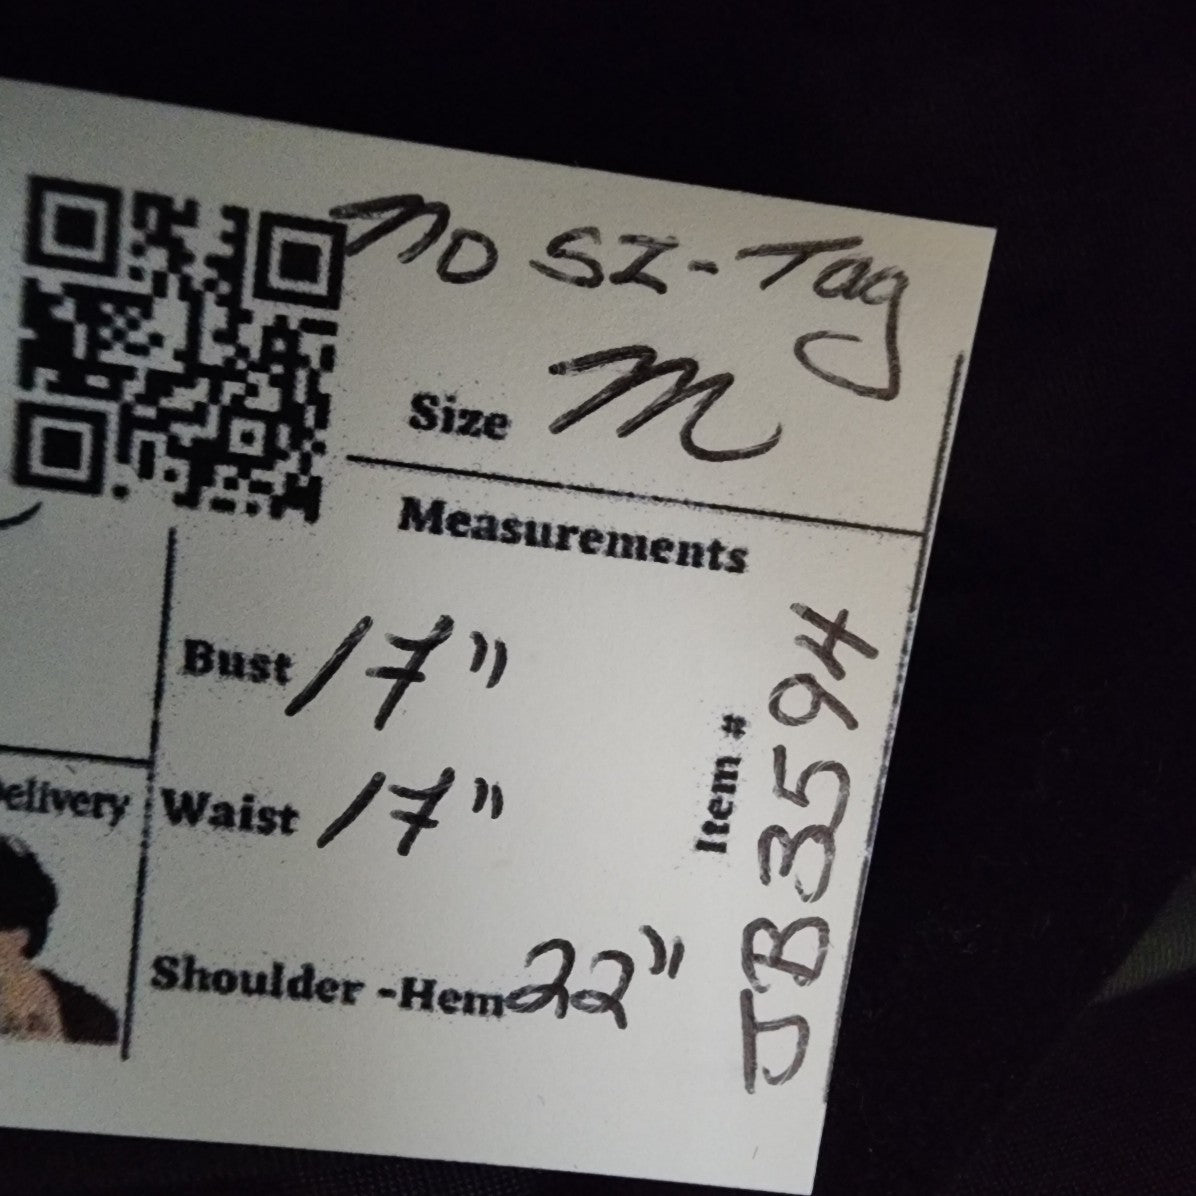 No SZ-Tag
Size M
Measurements
Bust 17"
Waist 17"
Shoulder -Hem 22"
Item # JB3594
Delivery